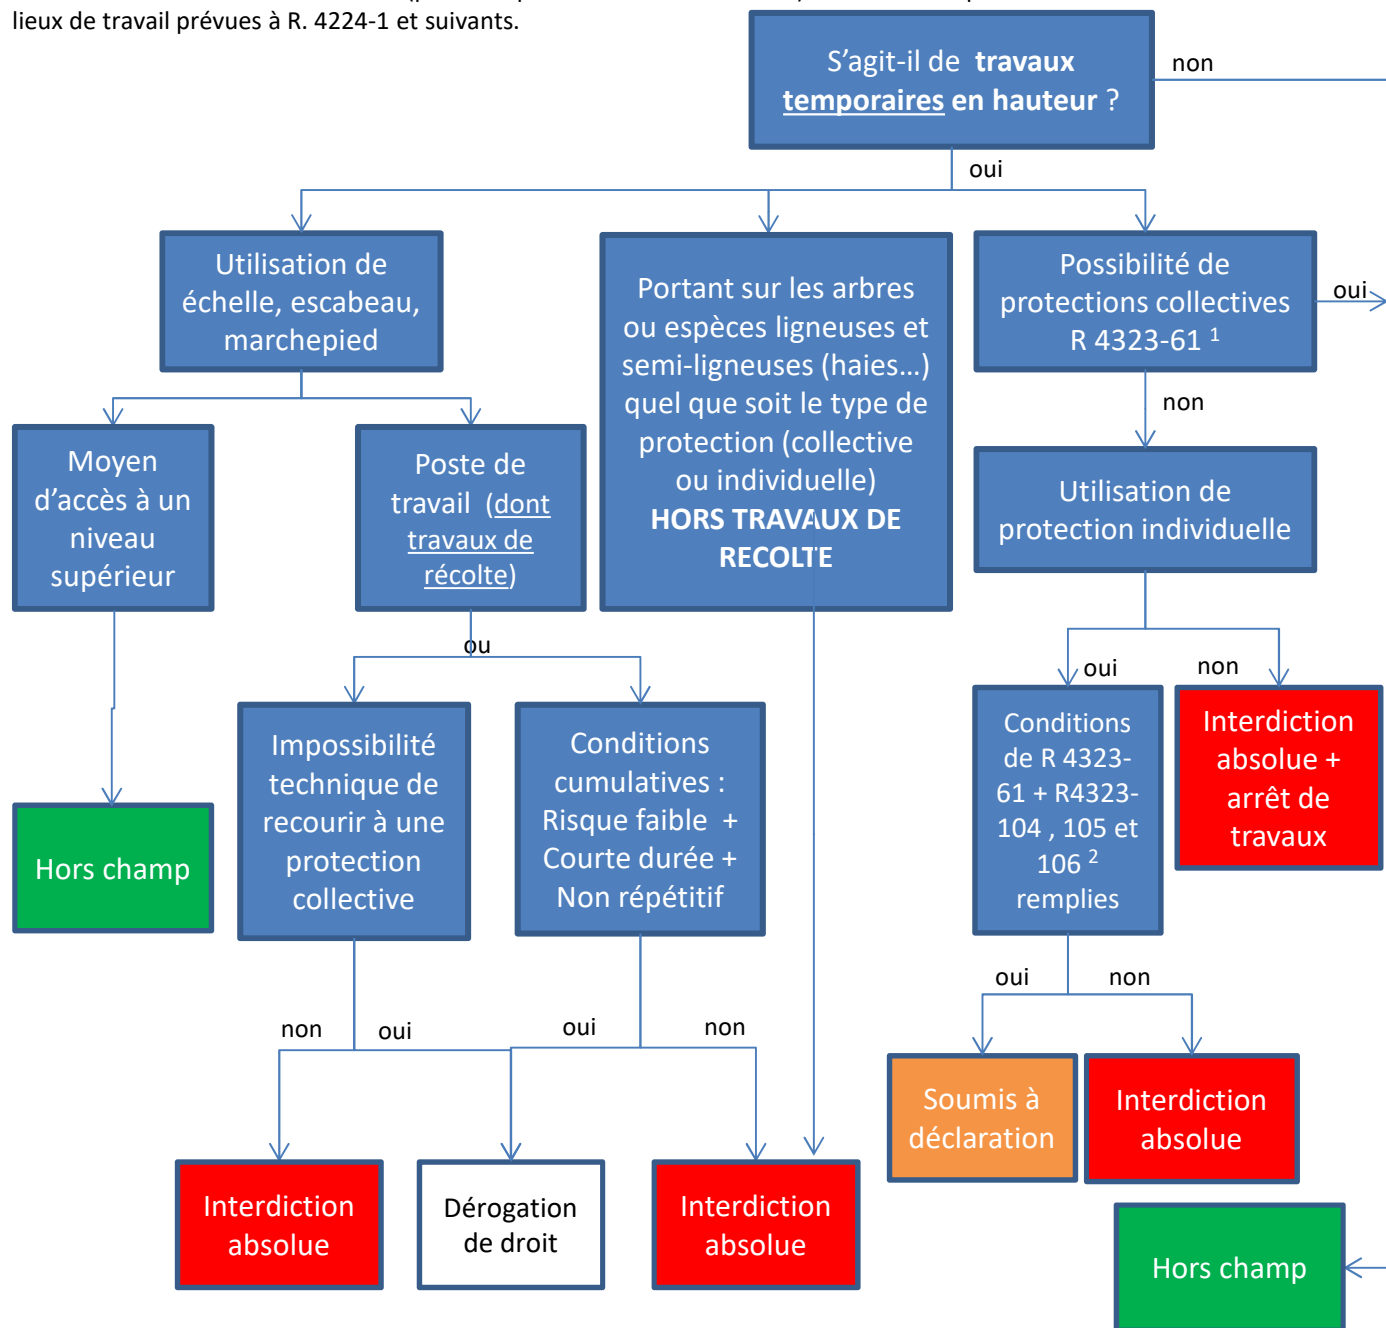 lieux de travail prévues à R. 4224-1 et suivants.
S’agit-il de travaux
temporaires en hauteur ?
non
oui
Utilisation de
échelle, escabeau,
marchepied
Portant sur les arbres
ou espèces ligneuses et
semi-ligneuses (haies…)
quel que soit le type de
protection (collective
ou individuelle)
HORS TRAVAUX DE
RECOLTE
Possibilité de
protections collectives
R 4323-61 ¹
oui
non
Moyen
d’accès à un
niveau
supérieur
Poste de
travail (dont
travaux de
récolte)
Utilisation de
protection individuelle
ou
oui
non
Hors champ
Impossibilité
technique de
recourir à une
protection
collective
Conditions
cumulatives :
Risque faible +
Courte durée +
Non répétitif
Conditions
de R 4323-
61 + R4323-
104 , 105 et
106 ²
remplies
Interdiction
absolue +
arrêt de
travaux
non
oui
oui
non
oui
non
Interdiction
absolue
Dérogation
de droit
Interdiction
absolue
Soumis à
déclaration
Interdiction
absolue
Hors champ